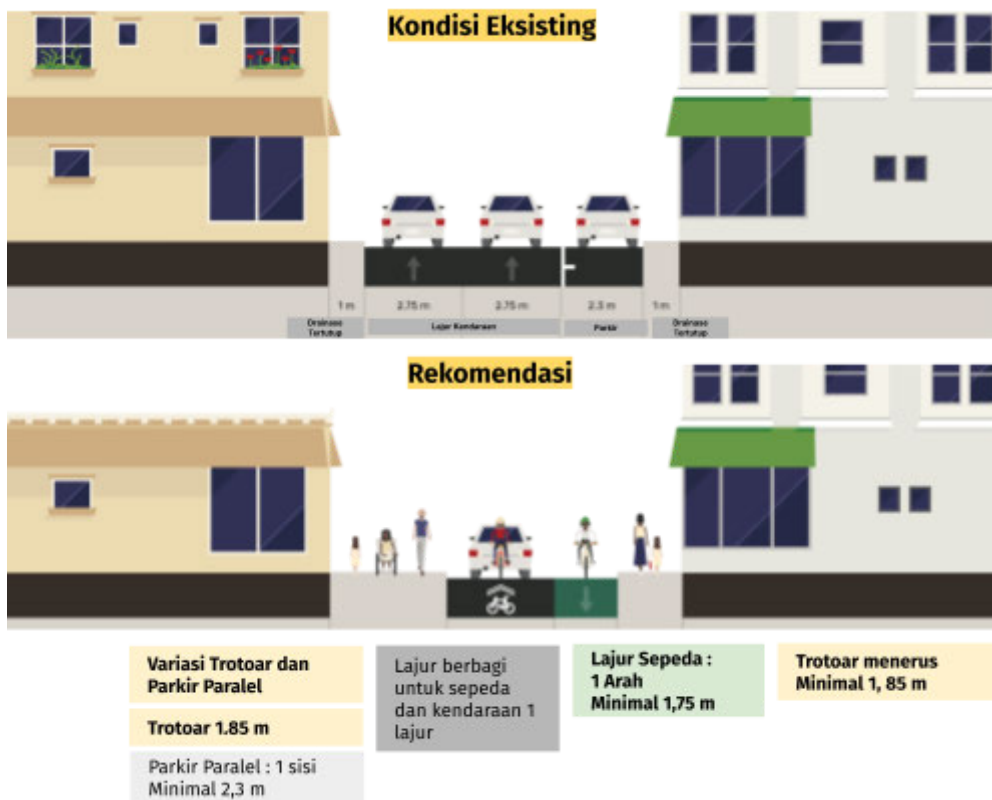 Kondisi Eksisting
1 m
2.75 m
2.75 m
2.3 m
1 m
Drainase
Tertutup
Lajur Kendaraan
Parkir
Drainase
Tertutup
Rekomendasi
Variasi Trotoar dan
Parkir Paralel
Trotoar 1.85 m
Parkir Paralel : 1 sisi
Minimal 2,3 m
Lajur berbagi
untuk sepeda
dan kendaraan 1
lajur
Lajur Sepeda :
1 Arah
Minimal 1,75 m
Trotoar menerus
Minimal 1, 85 m